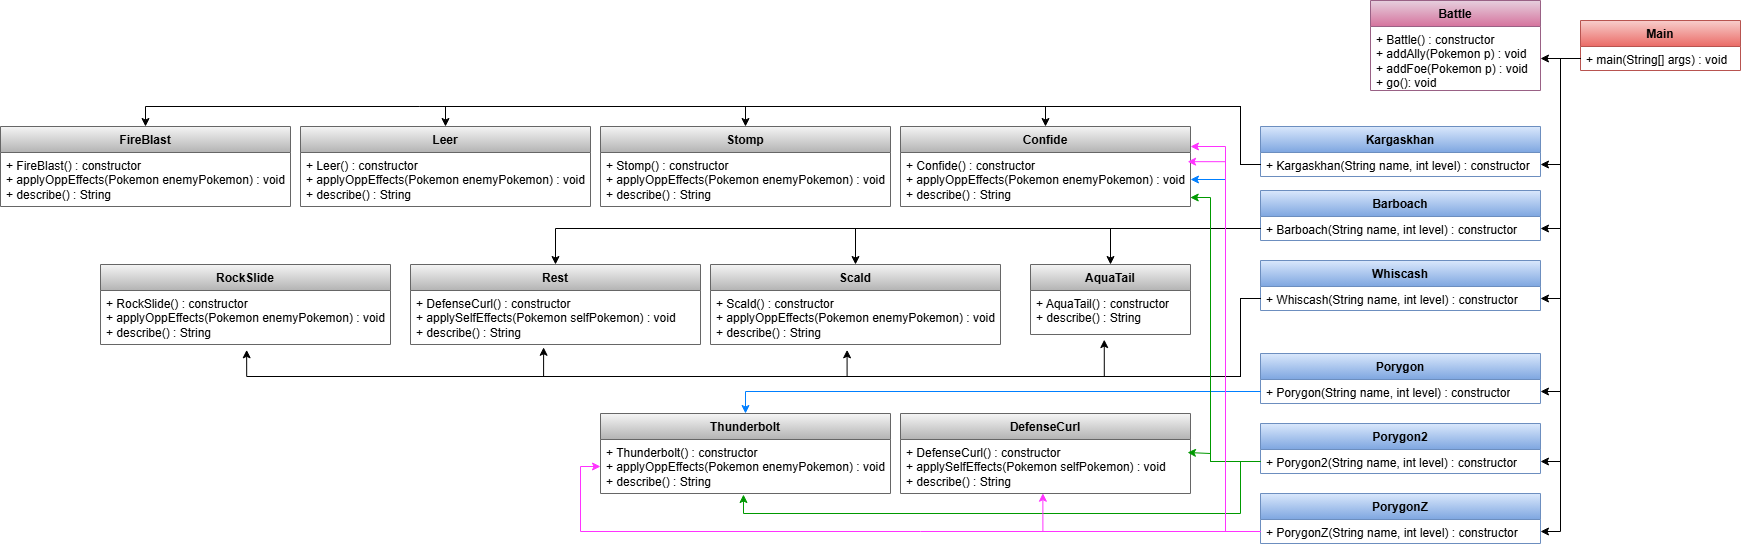 Battle
+ Battle() : constructor
+ addAlly(Pokemon p) : void
+ addFoe(Pokemon p) : void
+ go(): void
Main
+ main(String[] args) : void
FireBlast
+ FireBlast() : constructor
+ applyOppEffects(Pokemon enemyPokemon) : void
+ describe() : String
Leer
+ Leer() : constructor
+ applyOppEffects(Pokemon enemyPokemon) : void
+ describe() : String
Stomp
+ Stomp() : constructor
+ applyOppEffects(Pokemon enemyPokemon) : void
+ describe() : String
Confide
+ Confide() : constructor
+ applyOppEffects(Pokemon enemyPokemon) : void
+ describe() : String
Kargaskhan
+ Kargaskhan(String name, int level) : constructor
Barboach
+ Barboach(String name, int level) : constructor
RockSlide
+ RockSlide() : constructor
+ applyOppEffects(Pokemon enemyPokemon) : void
+ describe() : String
Rest
+ DefenseCurl() : constructor
+ applySelfEffects(Pokemon selfPokemon) : void
+ describe() : String
Scald
+ Scald() : constructor
+ applyOppEffects(Pokemon enemyPokemon) : void
+ describe() : String
AquaTail
+ AquaTail() : constructor
+ describe() : String
Whiscash
+ Whiscash(String name, int level) : constructor
Porygon
+ Porygon(String name, int level) : constructor
Thunderbolt
+ Thunderbolt() : constructor
+ applyOppEffects(Pokemon enemyPokemon) : void
+ describe() : String
DefenseCurl
+ DefenseCurl() : constructor
+ applySelfEffects(Pokemon selfPokemon) : void
+ describe() : String
Porygon2
+ Porygon2(String name, int level) : constructor
PorygonZ
+ PorygonZ(String name, int level) : constructor